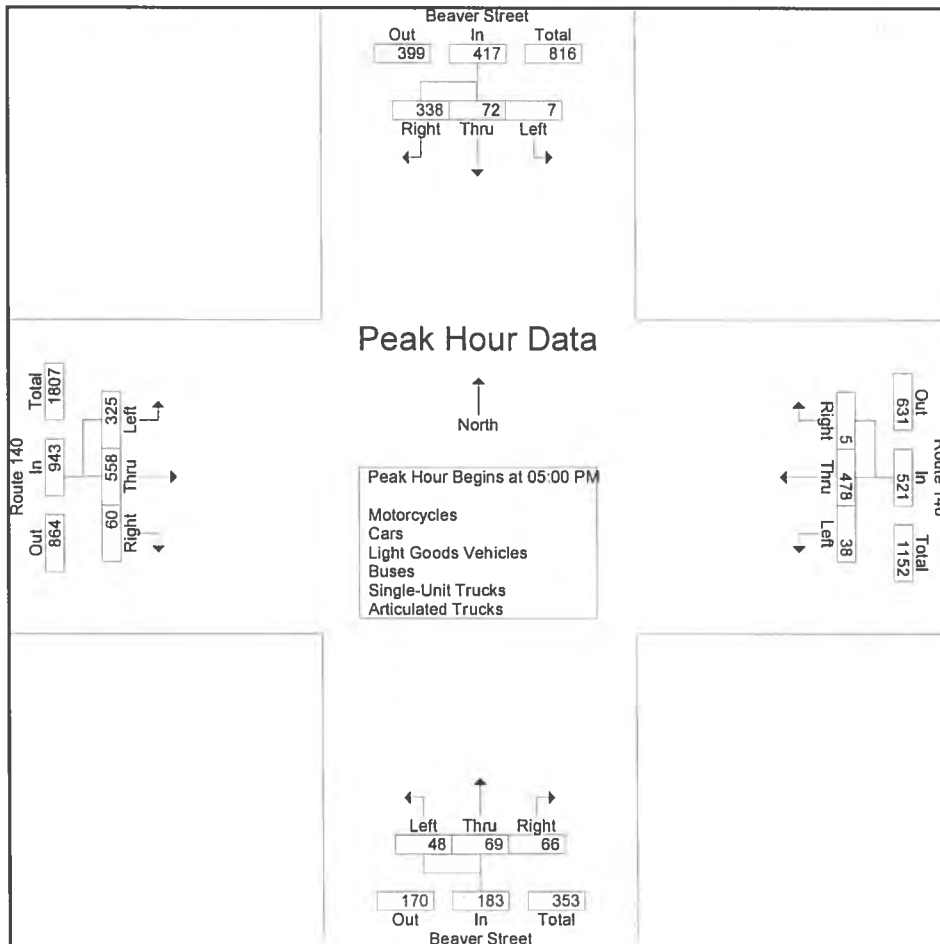 Beaver Street
Out In Total
399 417 816
338 72 7
Right Thru Left
Peak Hour Data
North
Peak Hour Begins at 05:00 PM
Motorcycles
Cars
Light Goods Vehicles
Buses
Single-Unit Trucks
Articulated Trucks
Route 140
Out In Total
864 943 1807
60 558 325
Right Thru Left
Route 140
Out In Total
631 521 1152
5 478 38
Right Thru Left
Left Thru Right
48 69 66
170 183 353
Out In Total
Beaver Street